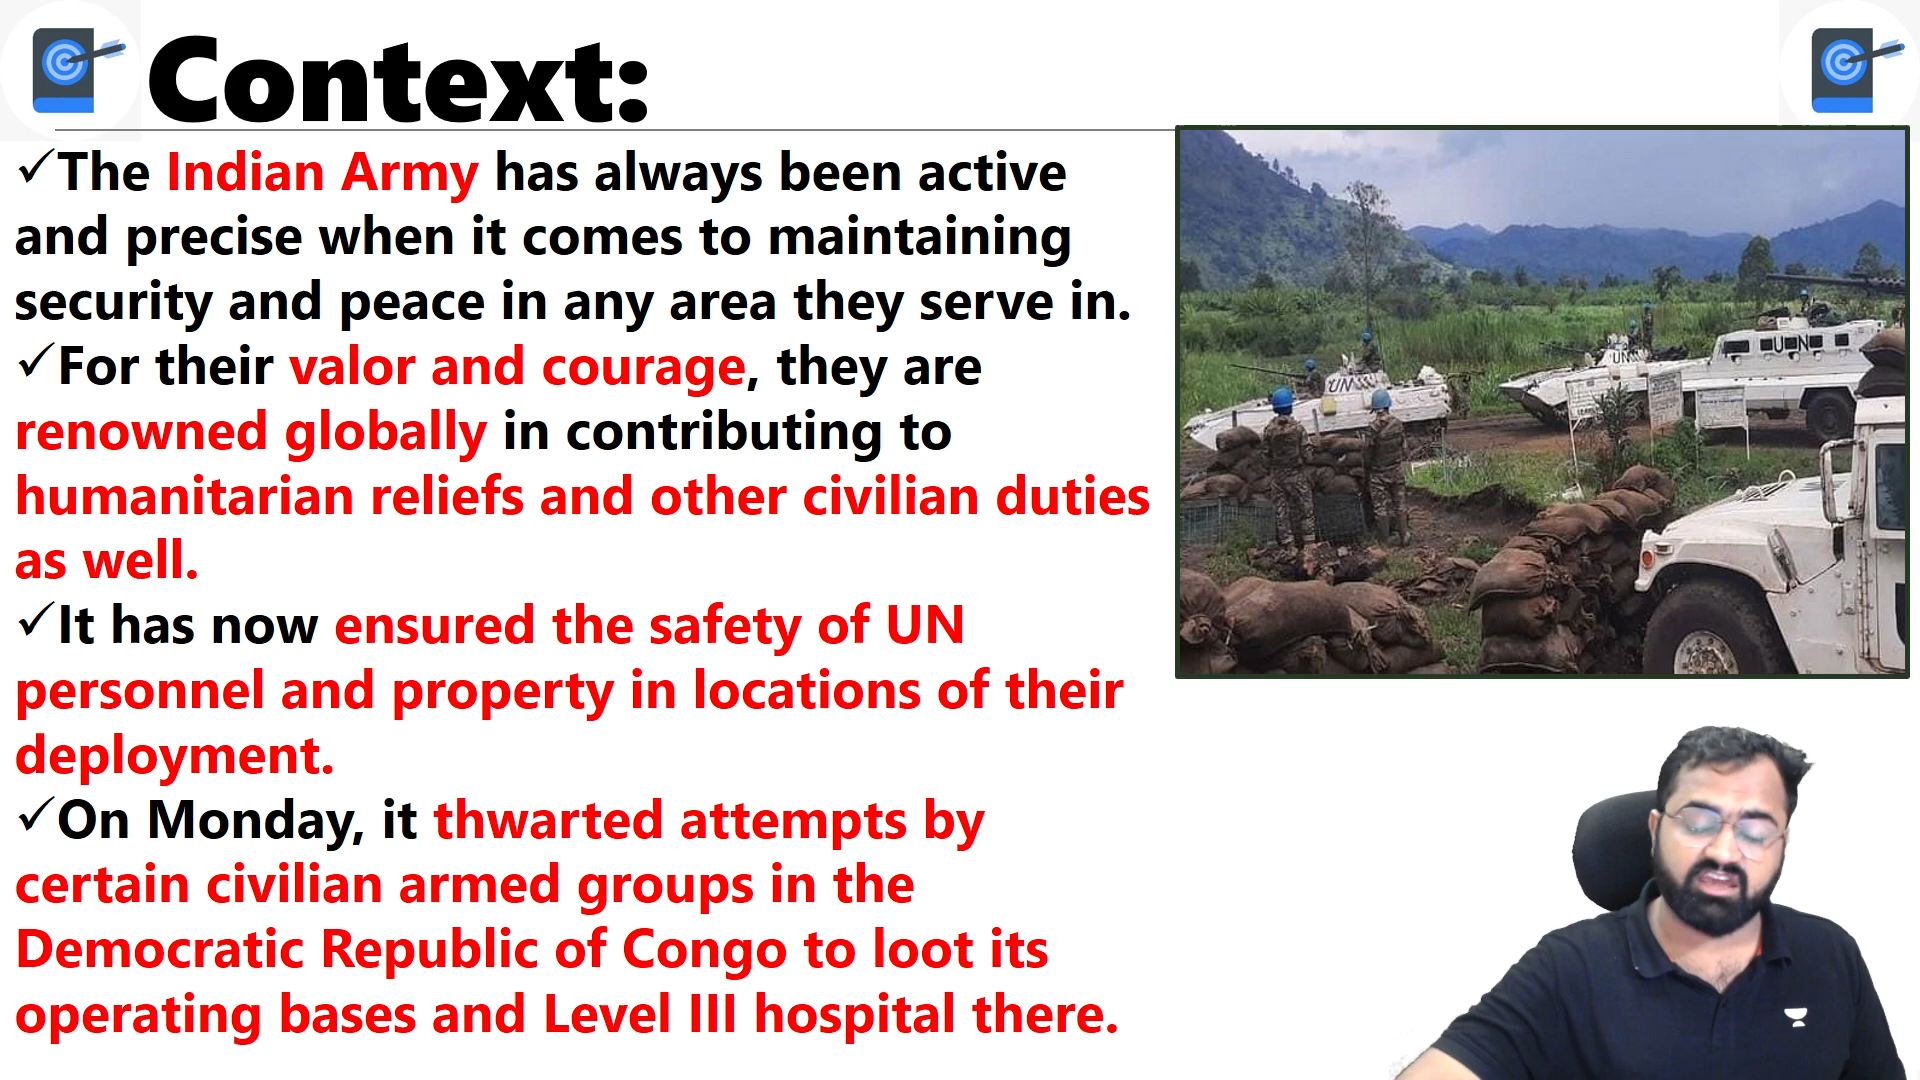 Context:
✓The Indian Army has always been active
and precise when it comes to maintaining
security and peace in any area they serve in.
✓For their valor and courage, they are
renowned globally in contributing to
humanitarian reliefs and other civilian duties
as well.
✓It has now ensured the safety of UN
personnel and property in locations of their
deployment.
✓On Monday, it thwarted attempts by
certain civilian armed groups in the
Democratic Republic of Congo to loot its
operating bases and Level III hospital there.
UN
UN
UN